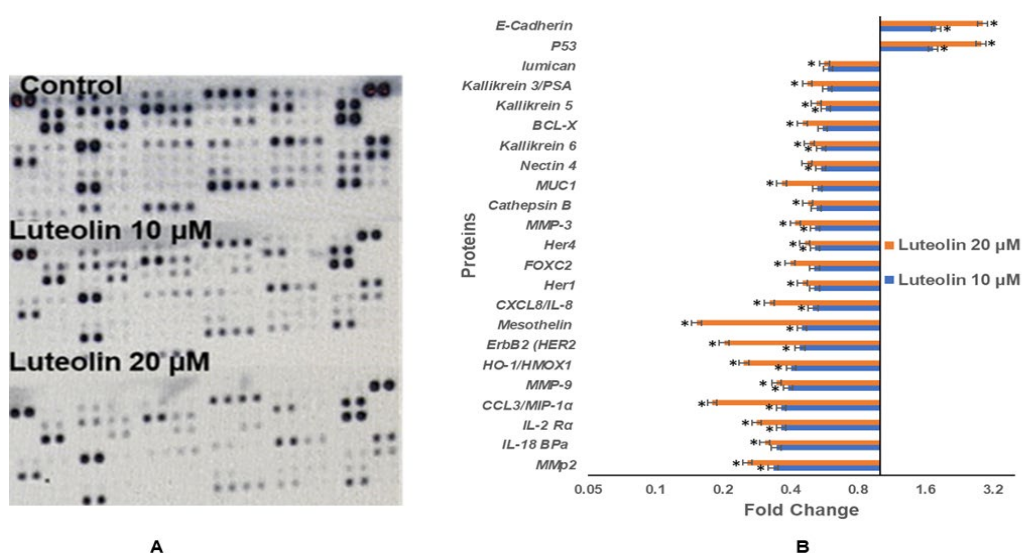 Control
Luteolin 10 µM
Luteolin 20 µM
A
E-Cadherin
P53
lumican
Kallikrein 3/PSA
Kallikrein 5
BCL-X
Kallikrein 6
Nectin 4
MUC1
Cathepsin B
MMP-3
Her4
FOXC2
Her1
CXCL8/IL-8
Mesothelin
ErbB2 (HER2
HO-1/HMOX1
MMP-9
CCL3/MIP-1α
IL-2 Rα
IL-18 BPa
MMp2
Proteins
Luteolin 20 µM
Luteolin 10 µM
0.05 0.1 0.2 0.4 0.8 1.6 3.2
Fold Change
B